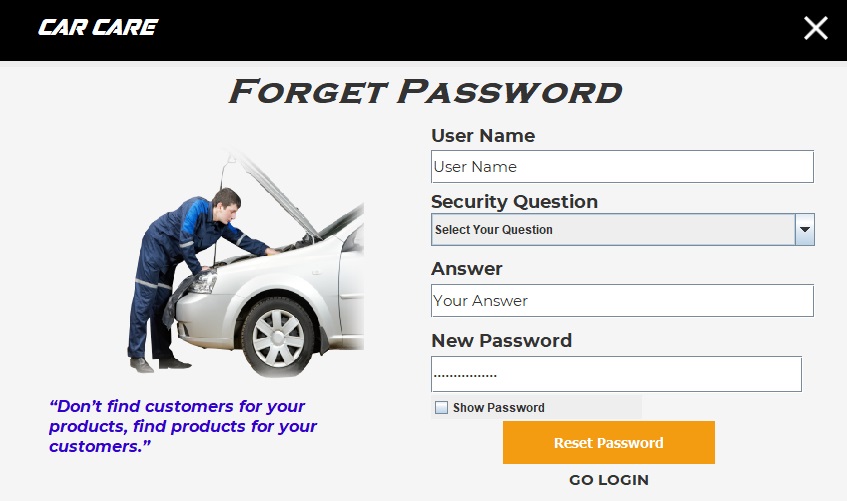 CAR CARE
FORGET PASSWORD
User Name
User Name
Security Question
Select Your Question
Answer
Your Answer
New Password
................
Show Password
“Don’t find customers for your
products, find products for your
customers.”
Reset Password
GO LOGIN